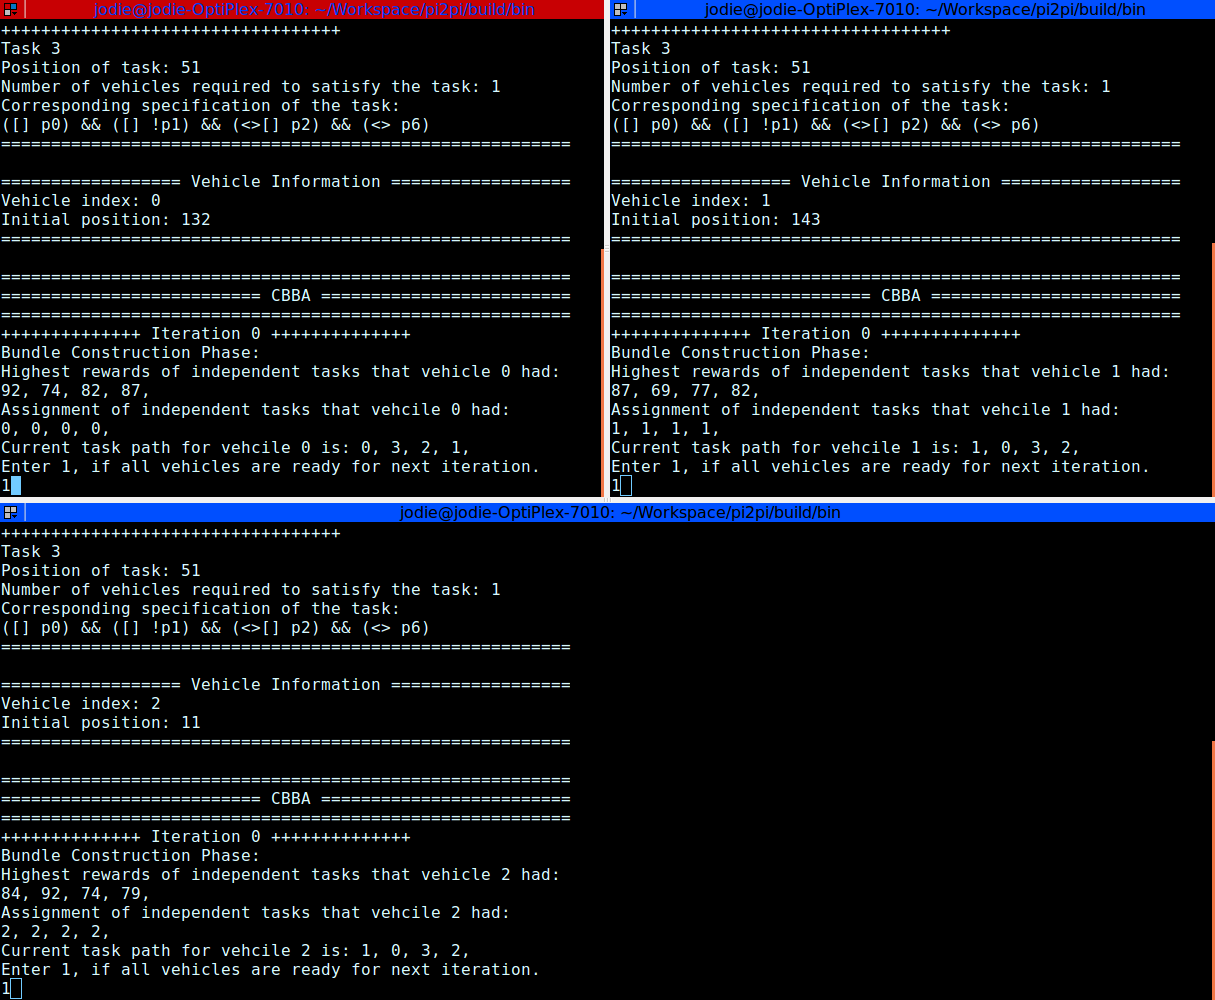 jodie@jodie-OptiPlex-7010: ~/Workspace/pi2pi/build/bin
++++++++++++++++++++++++++++++++++
Task 3
Position of task: 51
Number of vehicles required to satisfy the task: 1
Corresponding specification of the task:
([] p0) && ([] !p1) && (<>[] p2) && (<> p6)
=========================================================
================== Vehicle Information ==================
Vehicle index: 0
Initial position: 132
=========================================================
=========================================================
========================== CBBA =========================
=========================================================
++++++++++++++ Iteration 0 ++++++++++++++
Bundle Construction Phase:
Highest rewards of independent tasks that vehicle 0 had:
92, 74, 82, 87,
Assignment of independent tasks that vehcile 0 had:
0, 0, 0, 0,
Current task path for vehcile 0 is: 0, 3, 2, 1,
Enter 1, if all vehicles are ready for next iteration.
1
jodie@jodie-OptiPlex-7010: ~/Workspace/pi2pi/build/bin
++++++++++++++++++++++++++++++++++
Task 3
Position of task: 51
Number of vehicles required to satisfy the task: 1
Corresponding specification of the task:
([] p0) && ([] !p1) && (<>[] p2) && (<> p6)
=========================================================
================== Vehicle Information ==================
Vehicle index: 1
Initial position: 143
=========================================================
=========================================================
========================== CBBA =========================
=========================================================
++++++++++++++ Iteration 0 ++++++++++++++
Bundle Construction Phase:
Highest rewards of independent tasks that vehicle 1 had:
87, 69, 77, 82,
Assignment of independent tasks that vehcile 1 had:
1, 1, 1, 1,
Current task path for vehcile 1 is: 1, 0, 3, 2,
Enter 1, if all vehicles are ready for next iteration.
1
jodie@jodie-OptiPlex-7010: ~/Workspace/pi2pi/build/bin
++++++++++++++++++++++++++++++++++
Task 3
Position of task: 51
Number of vehicles required to satisfy the task: 1
Corresponding specification of the task:
([] p0) && ([] !p1) && (<>[] p2) && (<> p6)
=========================================================
================== Vehicle Information ==================
Vehicle index: 2
Initial position: 11
=========================================================
=========================================================
========================== CBBA =========================
=========================================================
++++++++++++++ Iteration 0 ++++++++++++++
Bundle Construction Phase:
Highest rewards of independent tasks that vehicle 2 had:
84, 92, 74, 79,
Assignment of independent tasks that vehcile 2 had:
2, 2, 2, 2,
Current task path for vehcile 2 is: 1, 0, 3, 2,
Enter 1, if all vehicles are ready for next iteration.
1